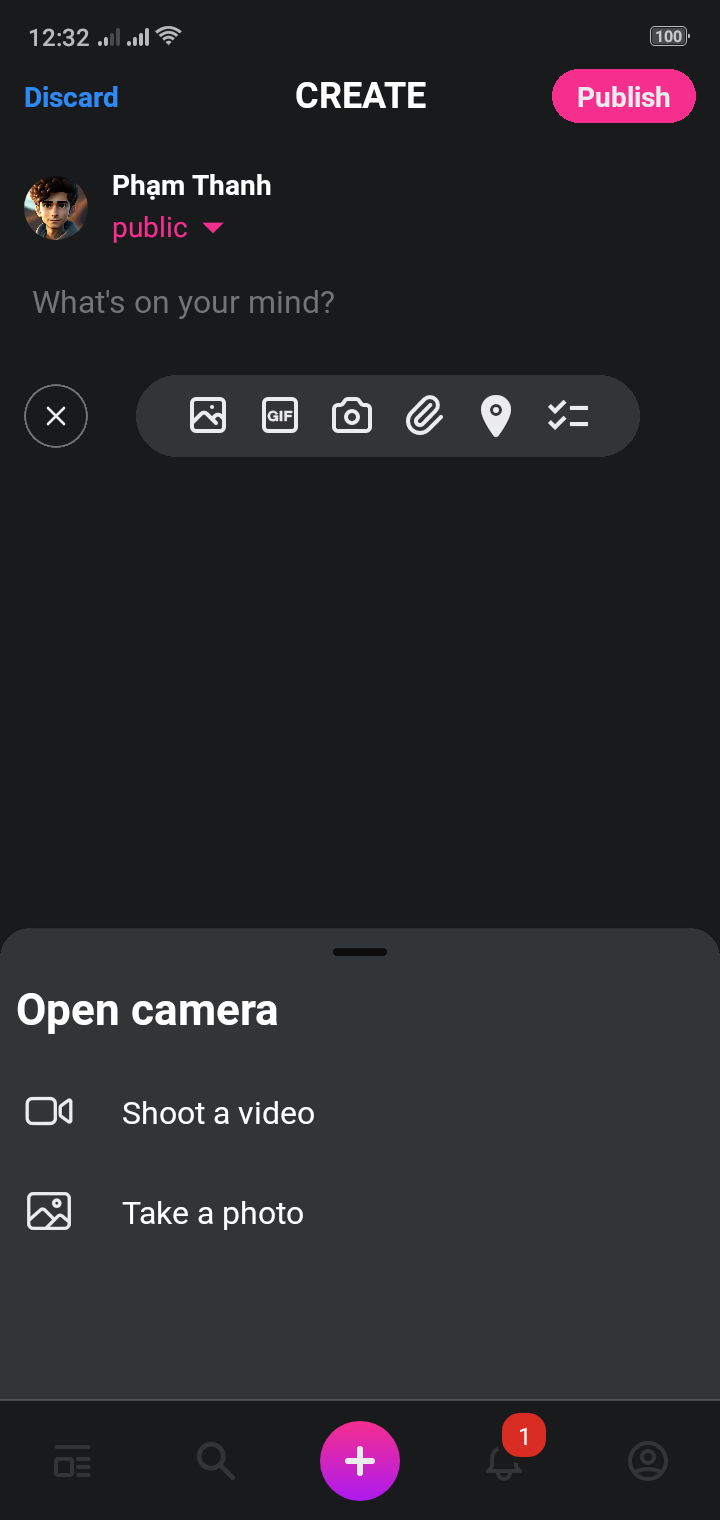 12:32
100
Discard
CREATE
Publish
Phạm Thanh
public
What's on your mind?
GIF
Open camera
Shoot a video
Take a photo
1